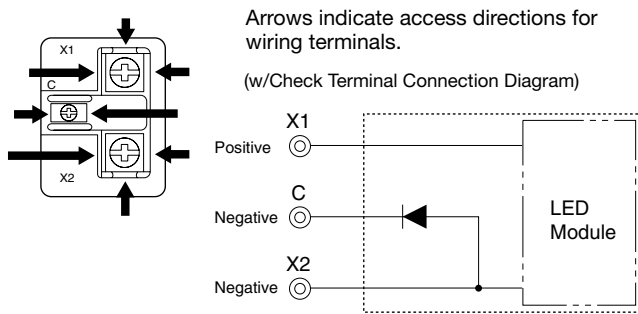 Arrows indicate access directions for
wiring terminals.
(w/Check Terminal Connection Diagram)
X1
C
X2
X1
Positive
C
Negative
X2
Negative
LED
Module